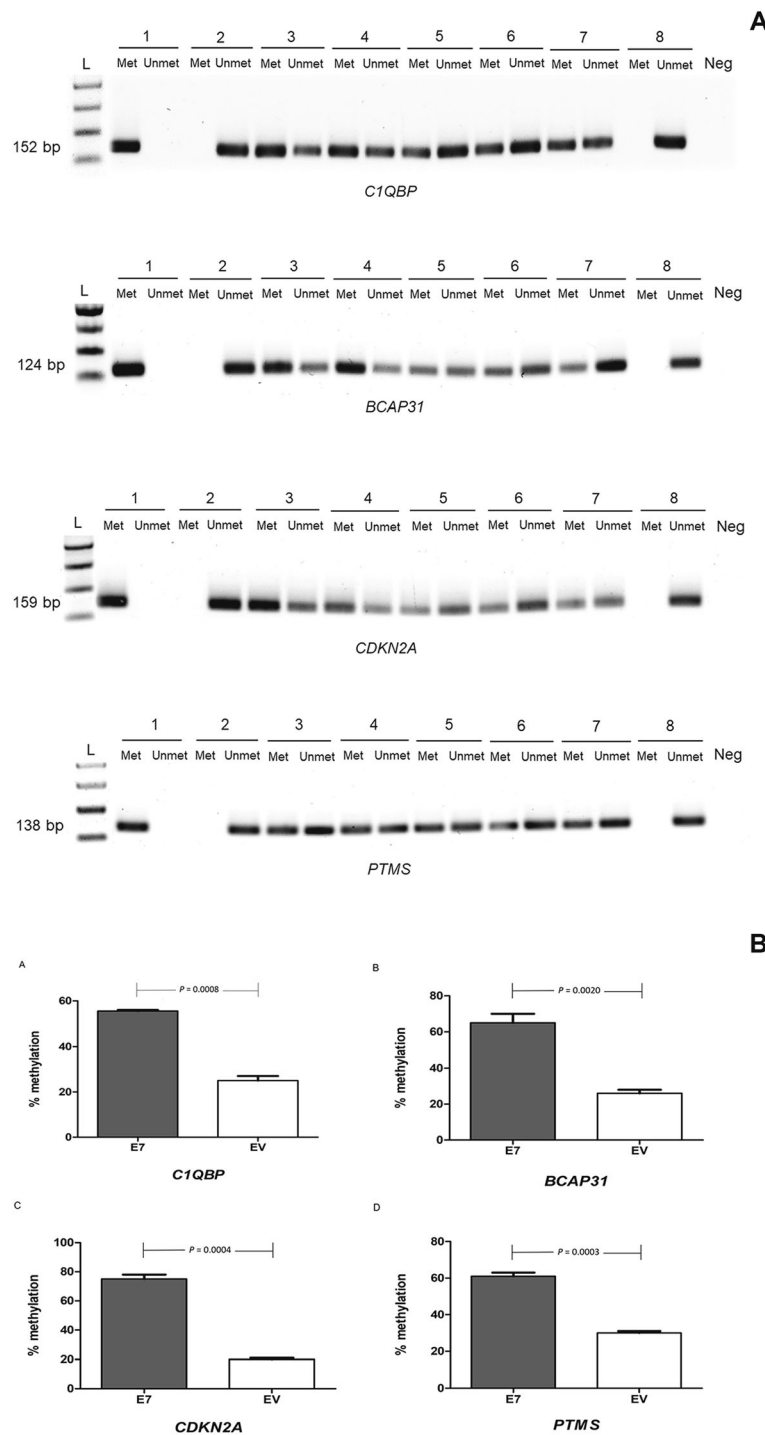 A
1 2 3 4 5 6 7 8
L Met Unmet Met Unmet Met Unmet Met Unmet Met Unmet Met Unmet Met Unmet Met Unmet Neg
152 bp
C1QBP
1 2 3 4 5 6 7 8
L Met Unmet Met Unmet Met Unmet Met Unmet Met Unmet Met Unmet Met Unmet Met Unmet Neg
124 bp
BCAP31
1 2 3 4 5 6 7 8
L Met Unmet Met Unmet Met Unmet Met Unmet Met Unmet Met Unmet Met Unmet Met Unmet Neg
159 bp
CDKN2A
1 2 3 4 5 6 7 8
L Met Unmet Met Unmet Met Unmet Met Unmet Met Unmet Met Unmet Met Unmet Met Unmet Neg
138 bp
PTMS
B
A
P = 0.0008
% methylation
60
40
20
0
E7 EV
C1QBP
B
P = 0.0020
% methylation
80
60
40
20
0
E7 EV
BCAP31
C
P = 0.0004
% methylation
100
80
60
40
20
0
E7 EV
CDKN2A
D
P = 0.0003
% methylation
80
60
40
20
0
E7 EV
PTMS